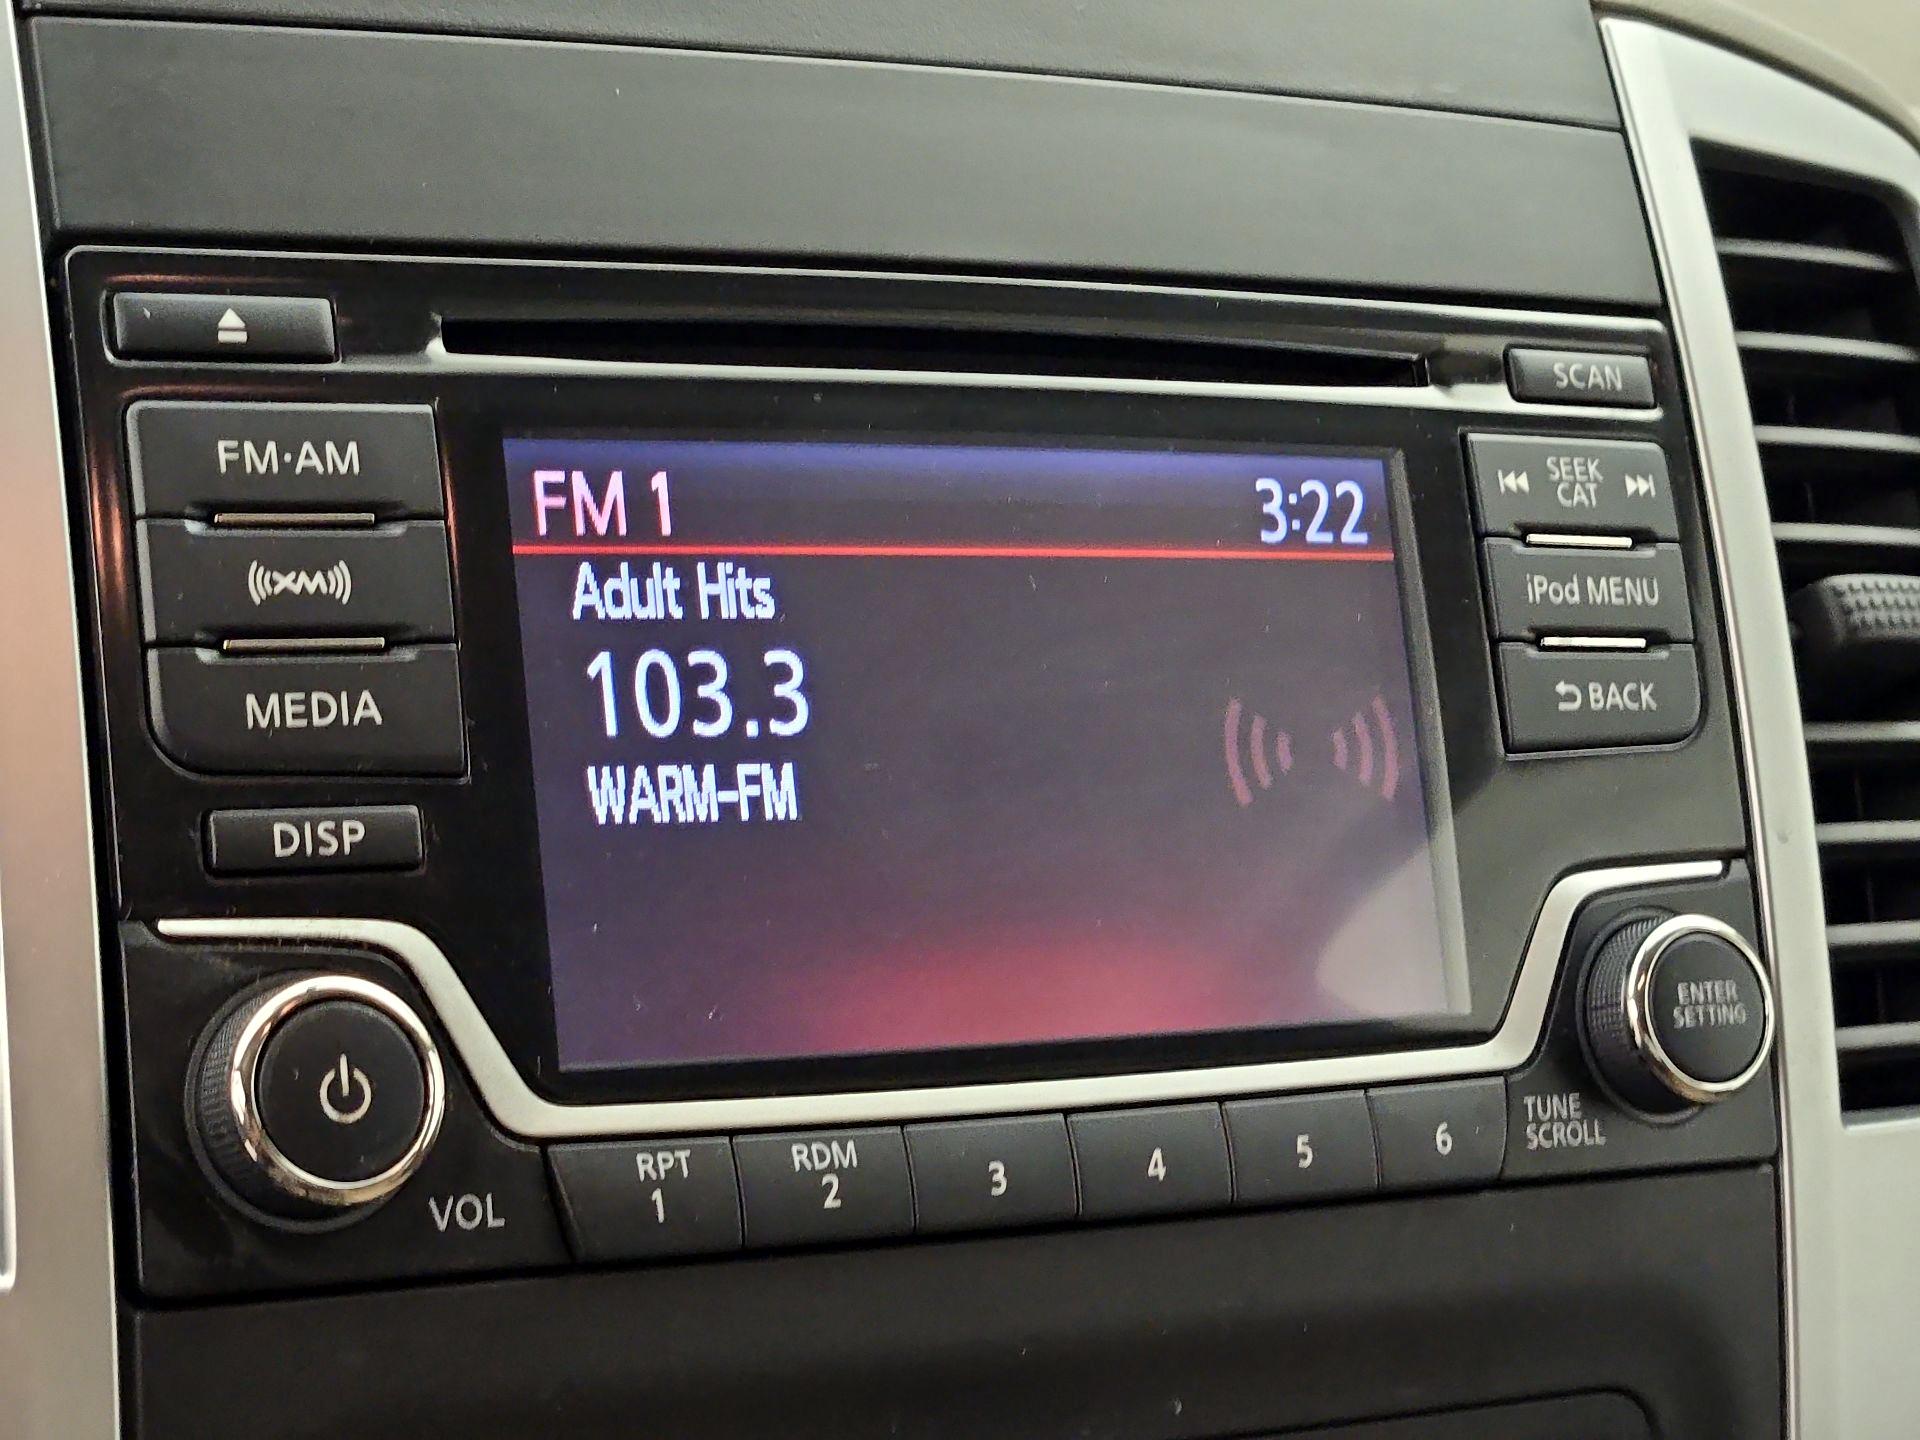 SCAN
FM·AM
SEEK
CAT
FM 1
3:22
XM
iPod MENU
Adult Hits
103.3
MEDIA
BACK
WARM-FM
DISP
ENTER
SETTING
TUNE
SCROLL
VOL
RPT
1
RDM
2
3
4
5
6